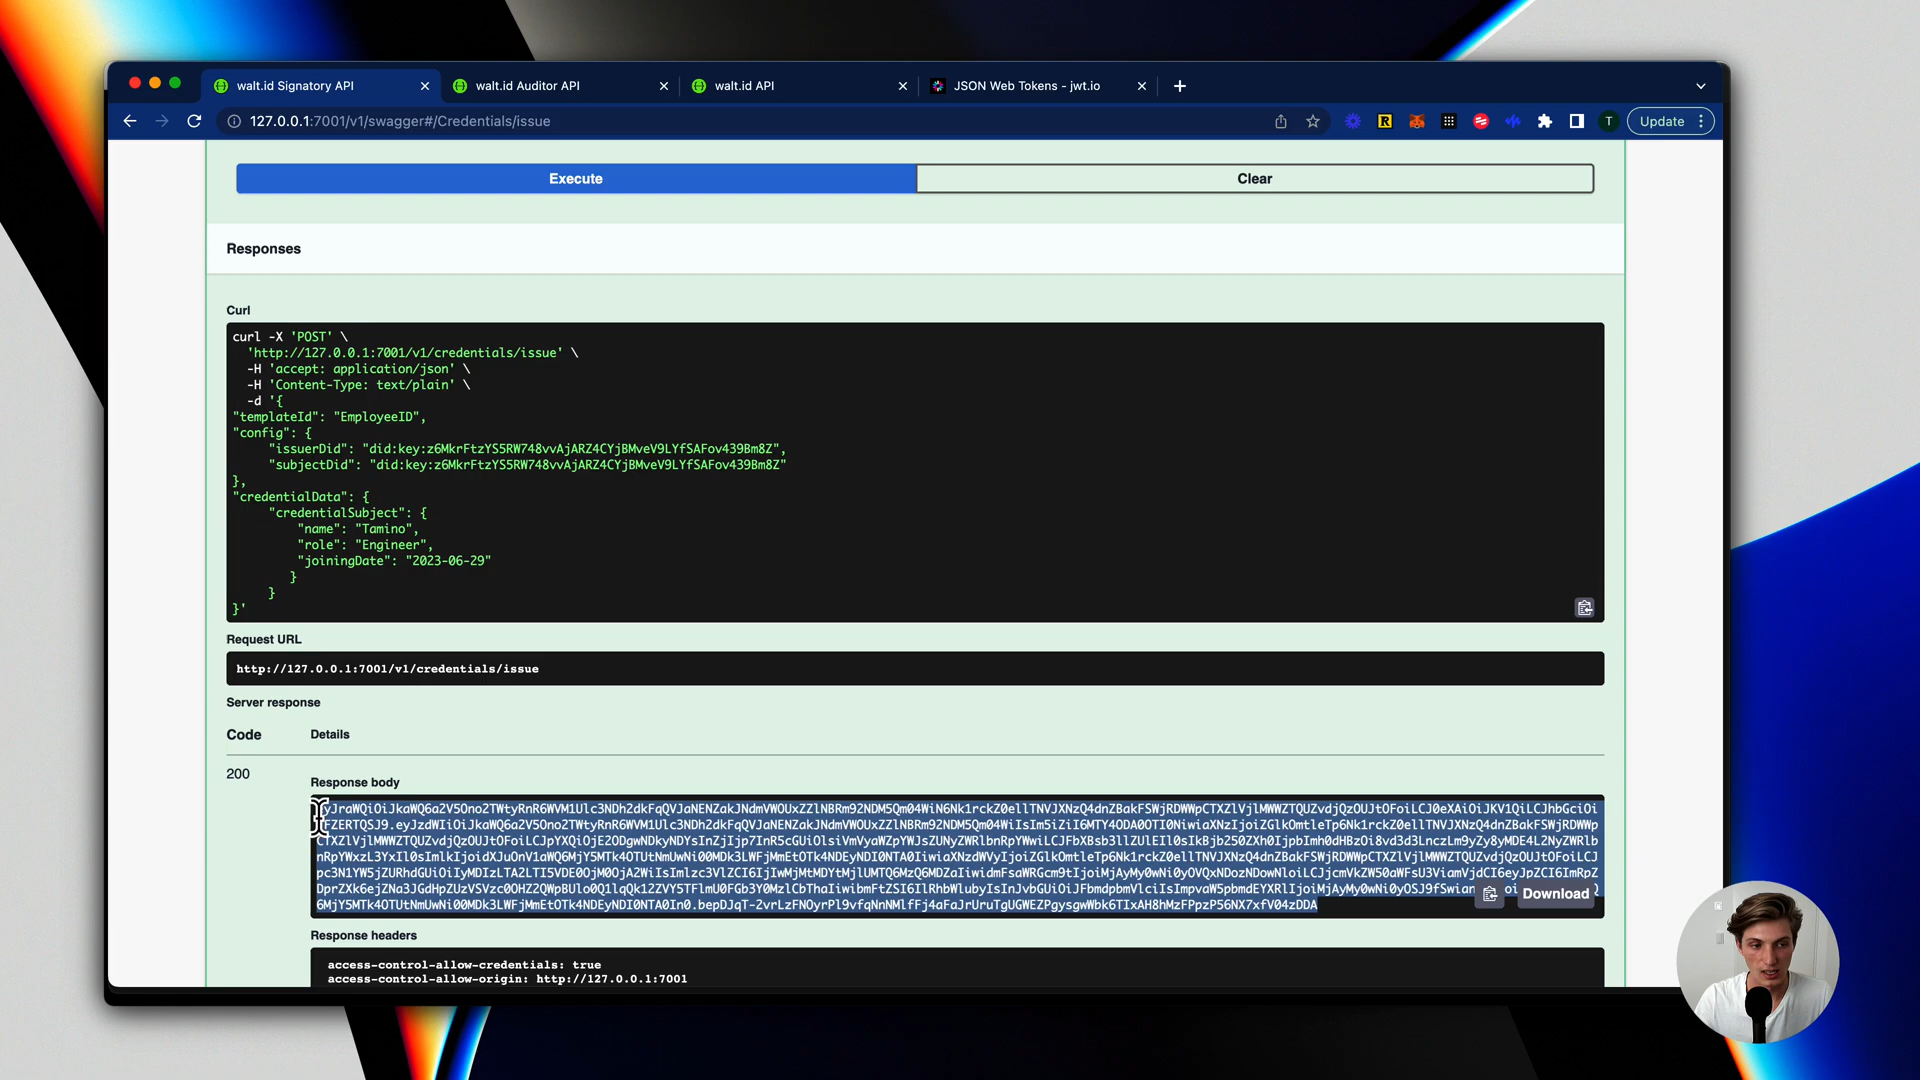 walt.id Signatory API
walt.id Auditor API
walt.id API
JSON Web Tokens - jwt.io
127.0.0.1:7001/v1/swagger#/Credentials/issue
T
Update
Execute
Clear
Responses
Curl
curl -X 'POST' \
'http://127.0.0.1:7001/v1/credentials/issue' \
-H 'accept: application/json' \
-H 'Content-Type: text/plain' \
-d '{
"templateId": "EmployeeID",
"config": {
"issuerDid": "did:key:z6MkrFtzYS5RW748vvAjARZ4CYjBMveV9LYfSAFov439Bm8Z",
"subjectDid": "did:key:z6MkrFtzYS5RW748vvAjARZ4CYjBMveV9LYfSAFov439Bm8Z"
},
"credentialData": {
"credentialSubject": {
"name": "Tamino",
"role": "Engineer",
"joiningDate": "2023-06-29"
}
}
}'
Request URL
http://127.0.0.1:7001/v1/credentials/issue
Server response
Code
Details
200
Response body
Download
Response headers
access-control-allow-credentials: true
access-control-allow-origin: http://127.0.0.1:7001